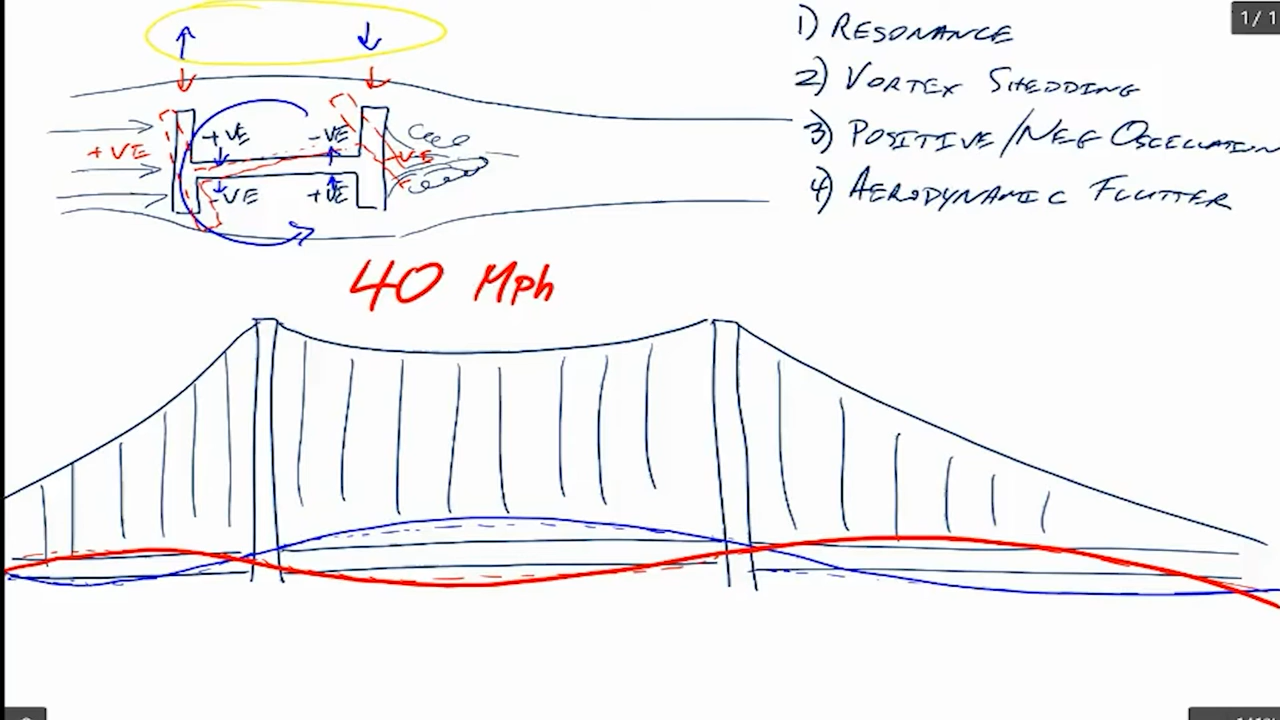 1/1
1) RESONANCE
2) VORTEX SHEDDING
3) POSITIVE/NEG OSCELLATION
4) AERODYNAMIC FLUTTER
+VE
+VE
-VE
-VE
-VE
+VE
40 Mph